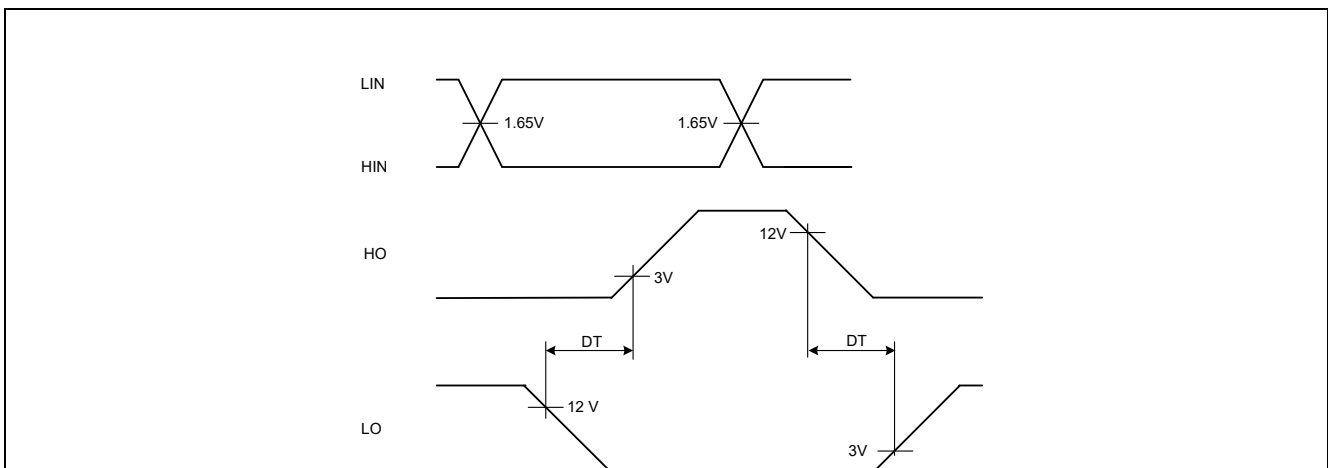 LIN
1.65V 1.65V
HIN
HO
12V
3V
DT DT
12 V
LO
3V